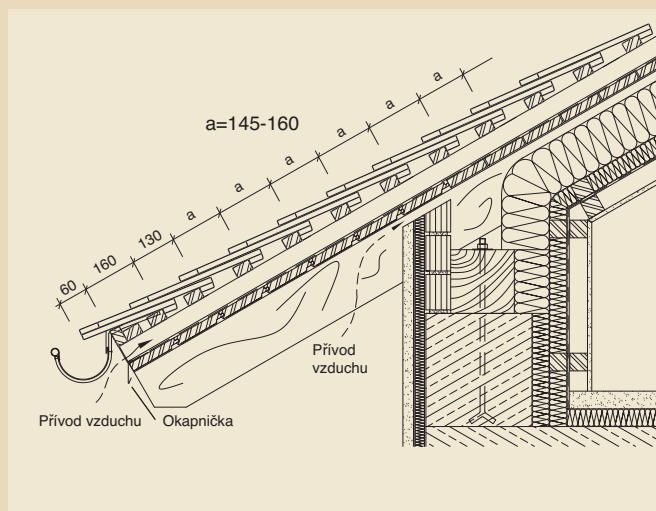 a=145-160
60
160
130
a
a
a
a
a
a
Přívod
vzduchu
Přívod vzduchu
Okapnička